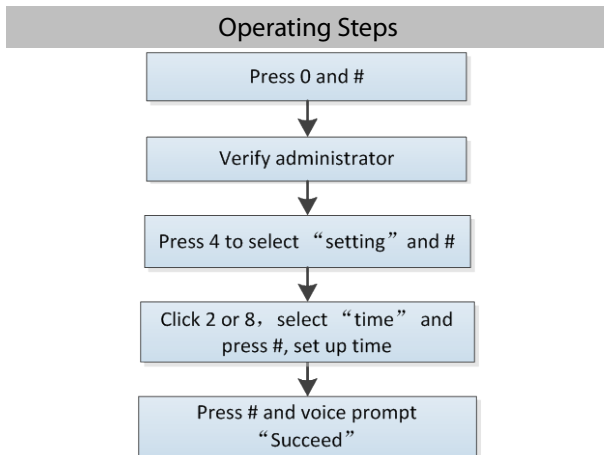 Operating Steps
Press 0 and #
Verify administrator
Press 4 to select “setting” and #
Click 2 or 8，select “time” and
press #, set up time
Press # and voice prompt
“Succeed”